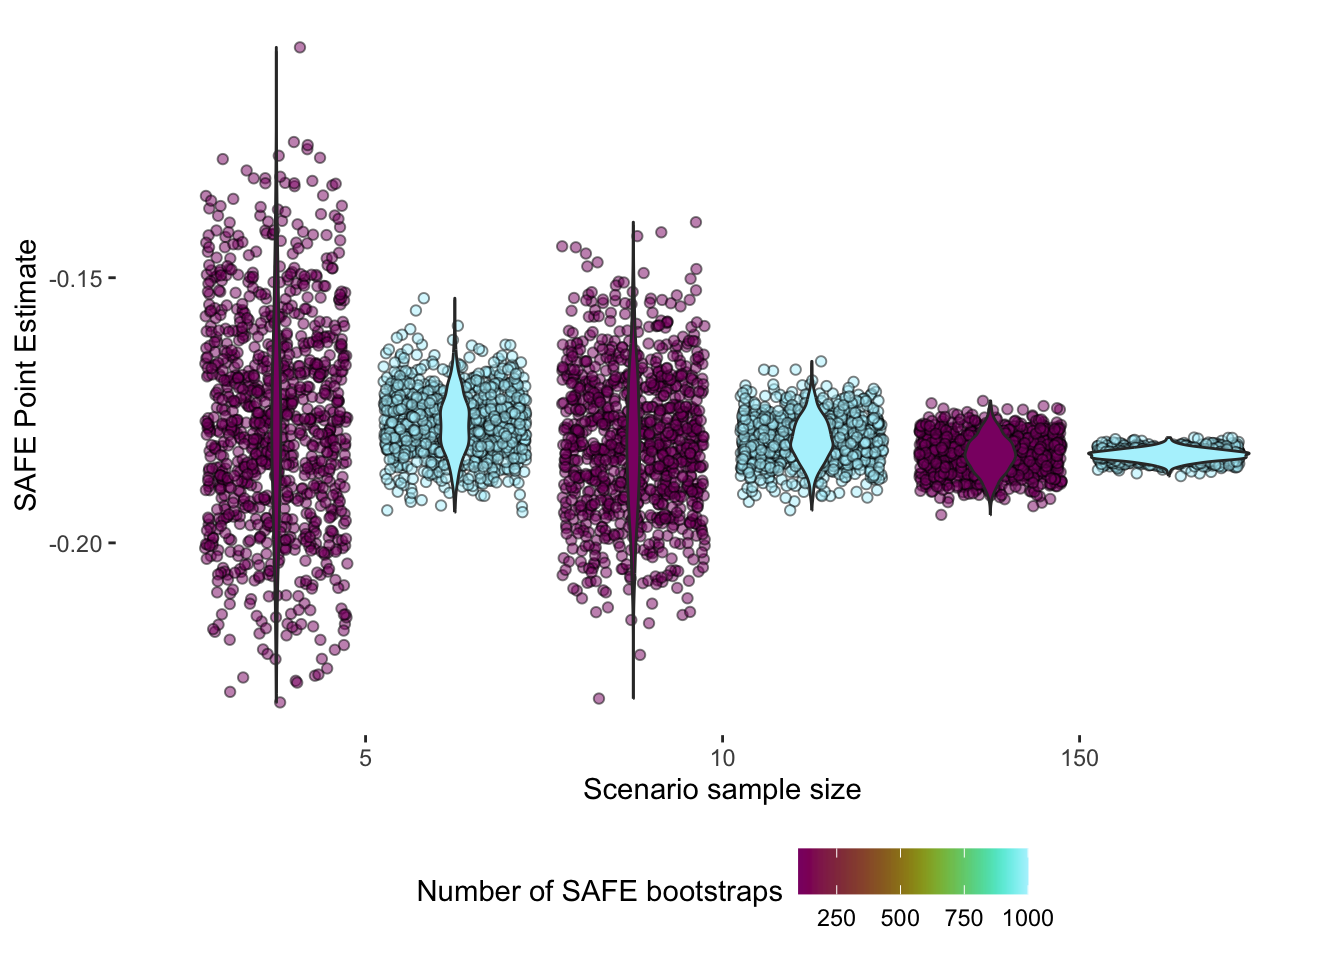 SAFE Point Estimate
-0.15
-0.20
5 10 150
Scenario sample size
Number of SAFE bootstraps
250 500 750 1000